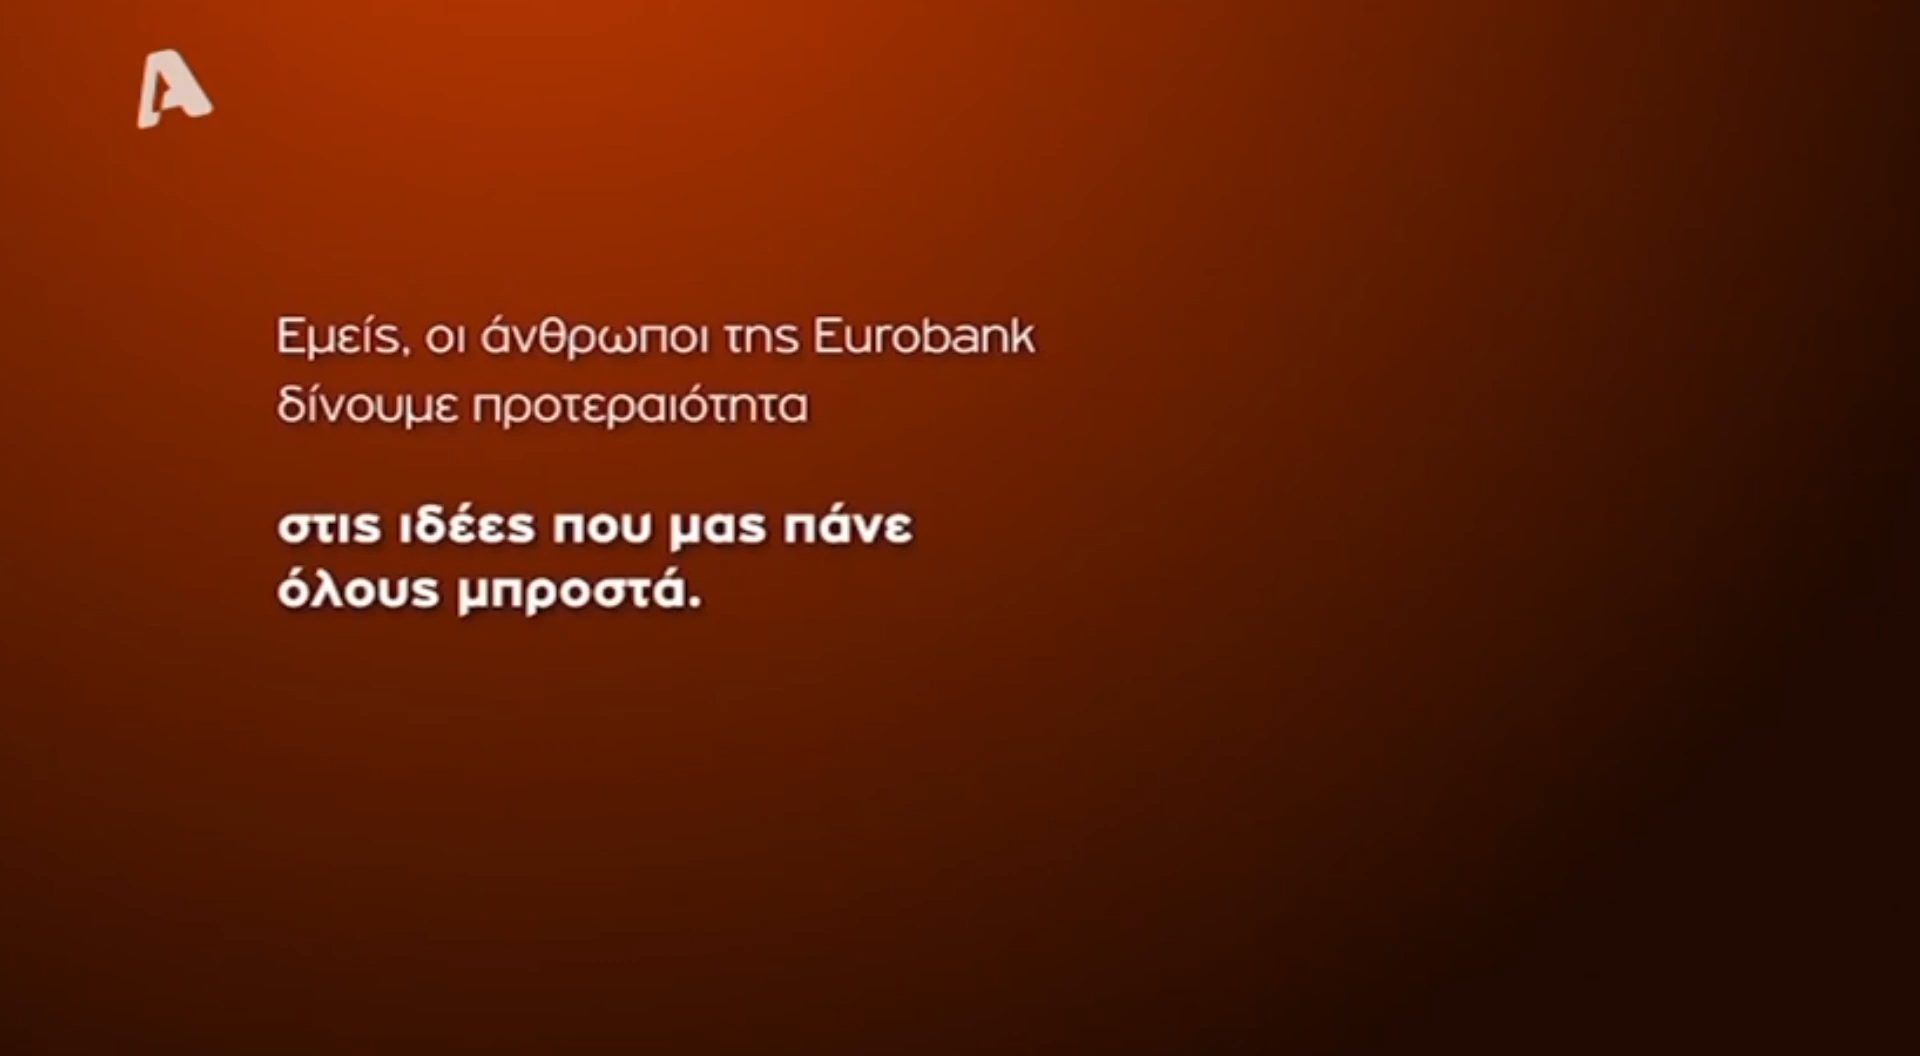 A
Εμείς, οι άνθρωποι της Eurobank
δίνουμε προτεραιότητα
στις ιδέες που μας πάνε
όλους μπροστά.